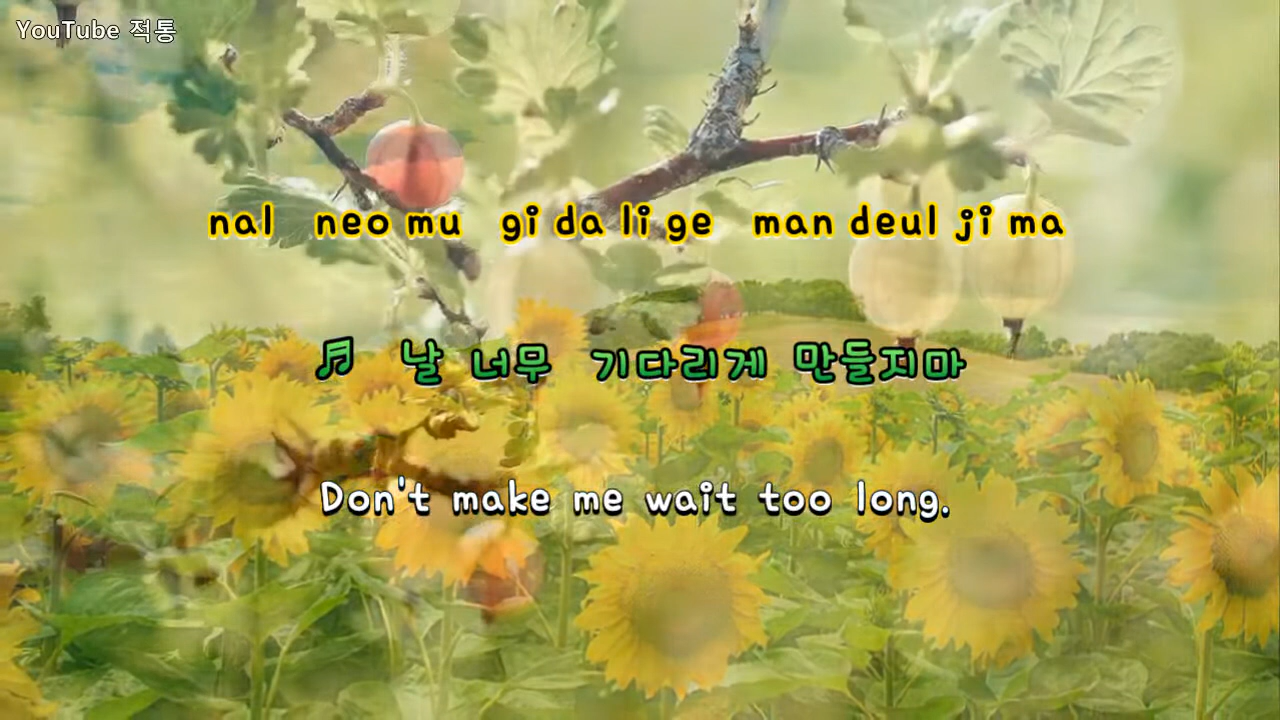 YouTube 적통
nal neo mu gi da li ge man deul ji ma
♬ 날 너무 기다리게 만들지마
Don't make me wait too long.